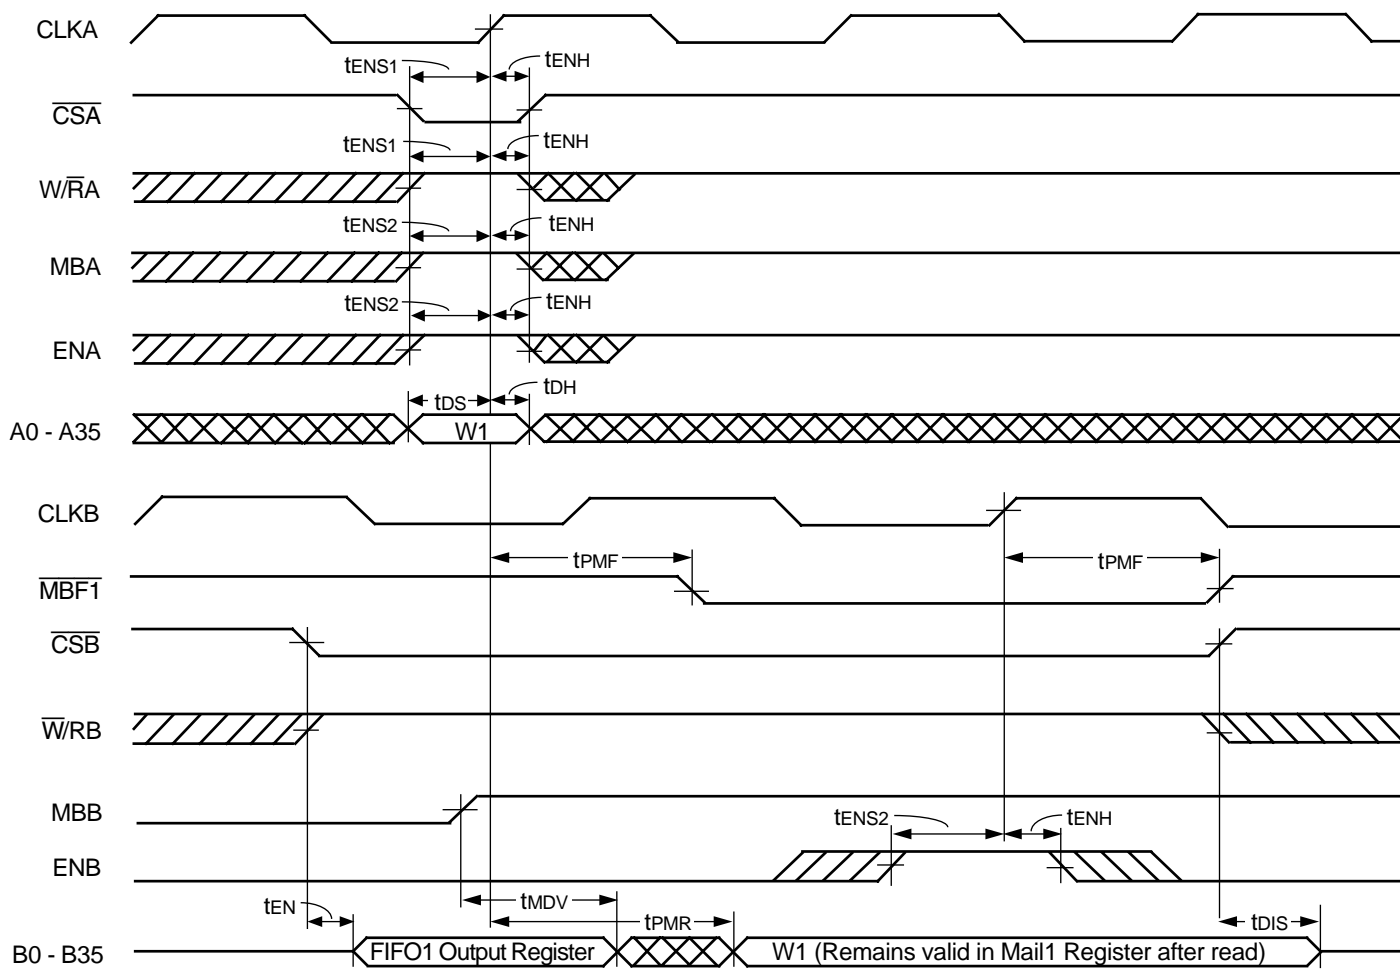 CLKA
tENS1
tENH
CSA
tENS1
tENH
W/RA
tENS2
tENH
MBA
tENS2
tENH
ENA
tDS
tDH
A0 - A35
W1
CLKB
tPMF
tPMF
MBF1
CSB
W/RB
MBB
tENS2
tENH
ENB
tEN
tMDV
tPMR
tDIS
B0 - B35
FIFO1 Output Register
W1 (Remains valid in Mail1 Register after read)